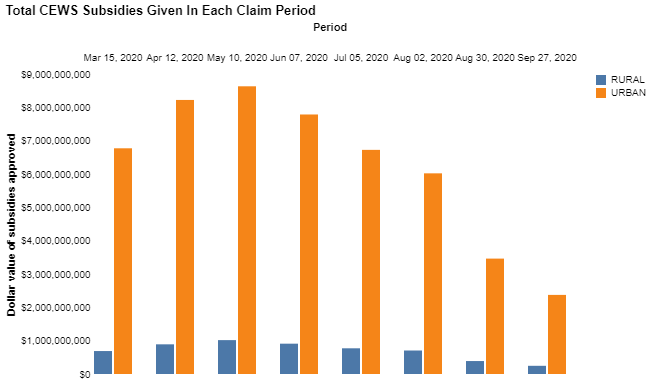 Total CEWS Subsidies Given In Each Claim Period
Period
Mar 15, 2020 Apr 12, 2020 May 10, 2020 Jun 07, 2020 Jul 05, 2020 Aug 02, 2020 Aug 30, 2020 Sep 27, 2020
RURAL
URBAN
Dollar value of subsidies approved
$9,000,000,000
$8,000,000,000
$7,000,000,000
$6,000,000,000
$5,000,000,000
$4,000,000,000
$3,000,000,000
$2,000,000,000
$1,000,000,000
$0